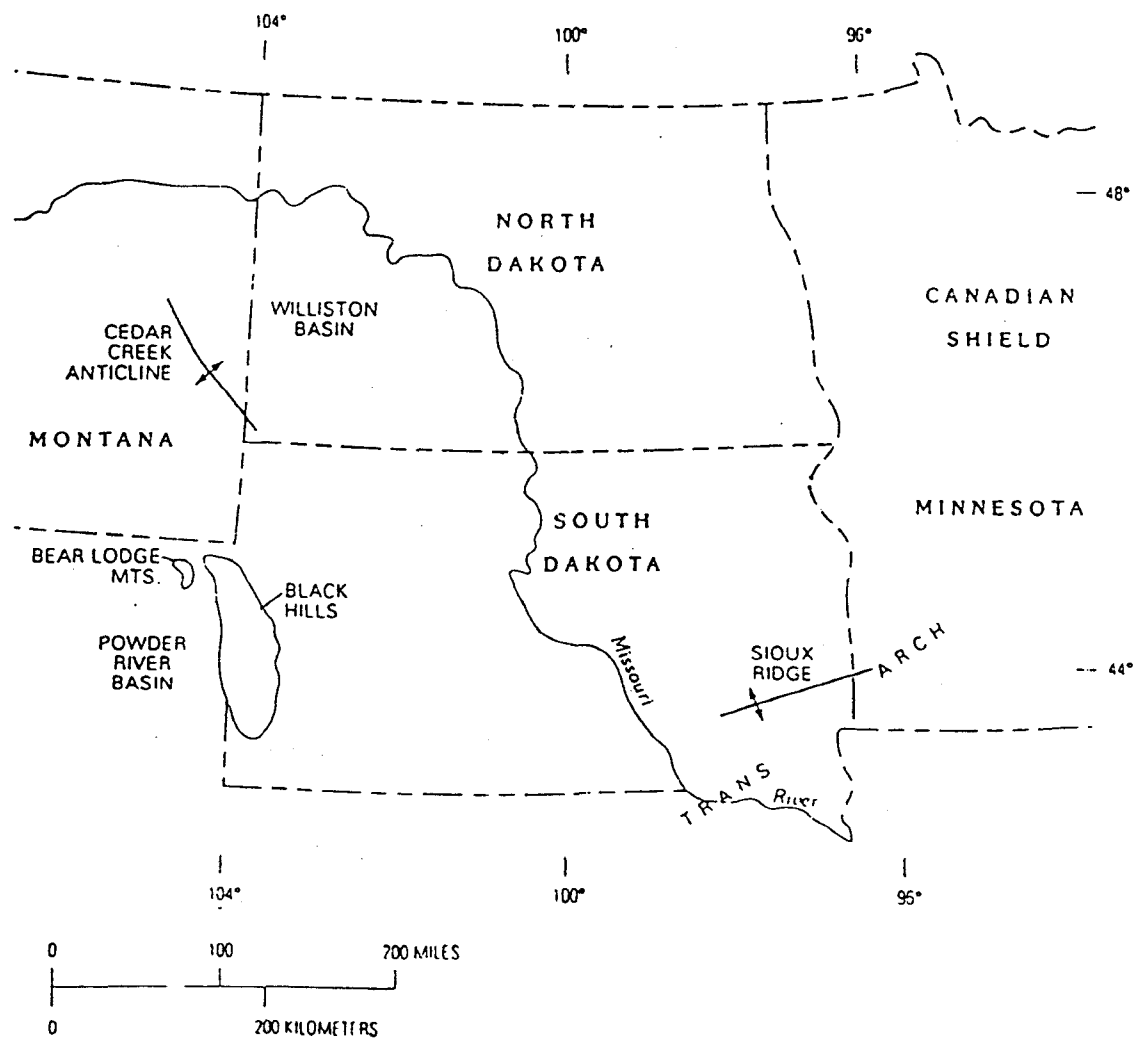 104°
100°
96°
48°
NORTH
DAKOTA
WILLISTON
BASIN
CANADIAN
SHIELD
CEDAR
CREEK
ANTICLINE
MONTANA
MINNESOTA
SOUTH
DAKOTA
BEAR LODGE
MTS.
BLACK
HILLS
POWDER
RIVER
BASIN
Missouri
SIOUX
RIDGE
ARCH
44°
TRANS
River
104°
100°
96°
0
100
200 MILES
0
200 KILOMETERS